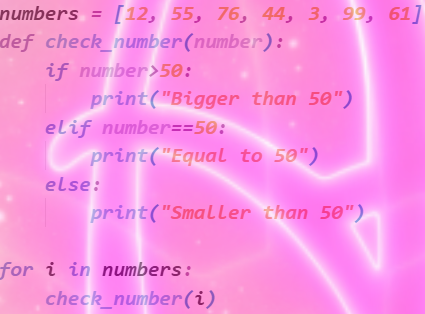 numbers = [12, 55, 76, 44, 3, 99, 61]
def check_number(number):
    if number>50:
        print("Bigger than 50")
    elif number==50:
        print("Equal to 50")
    else:
        print("Smaller than 50")

for i in numbers:
    check_number(i)